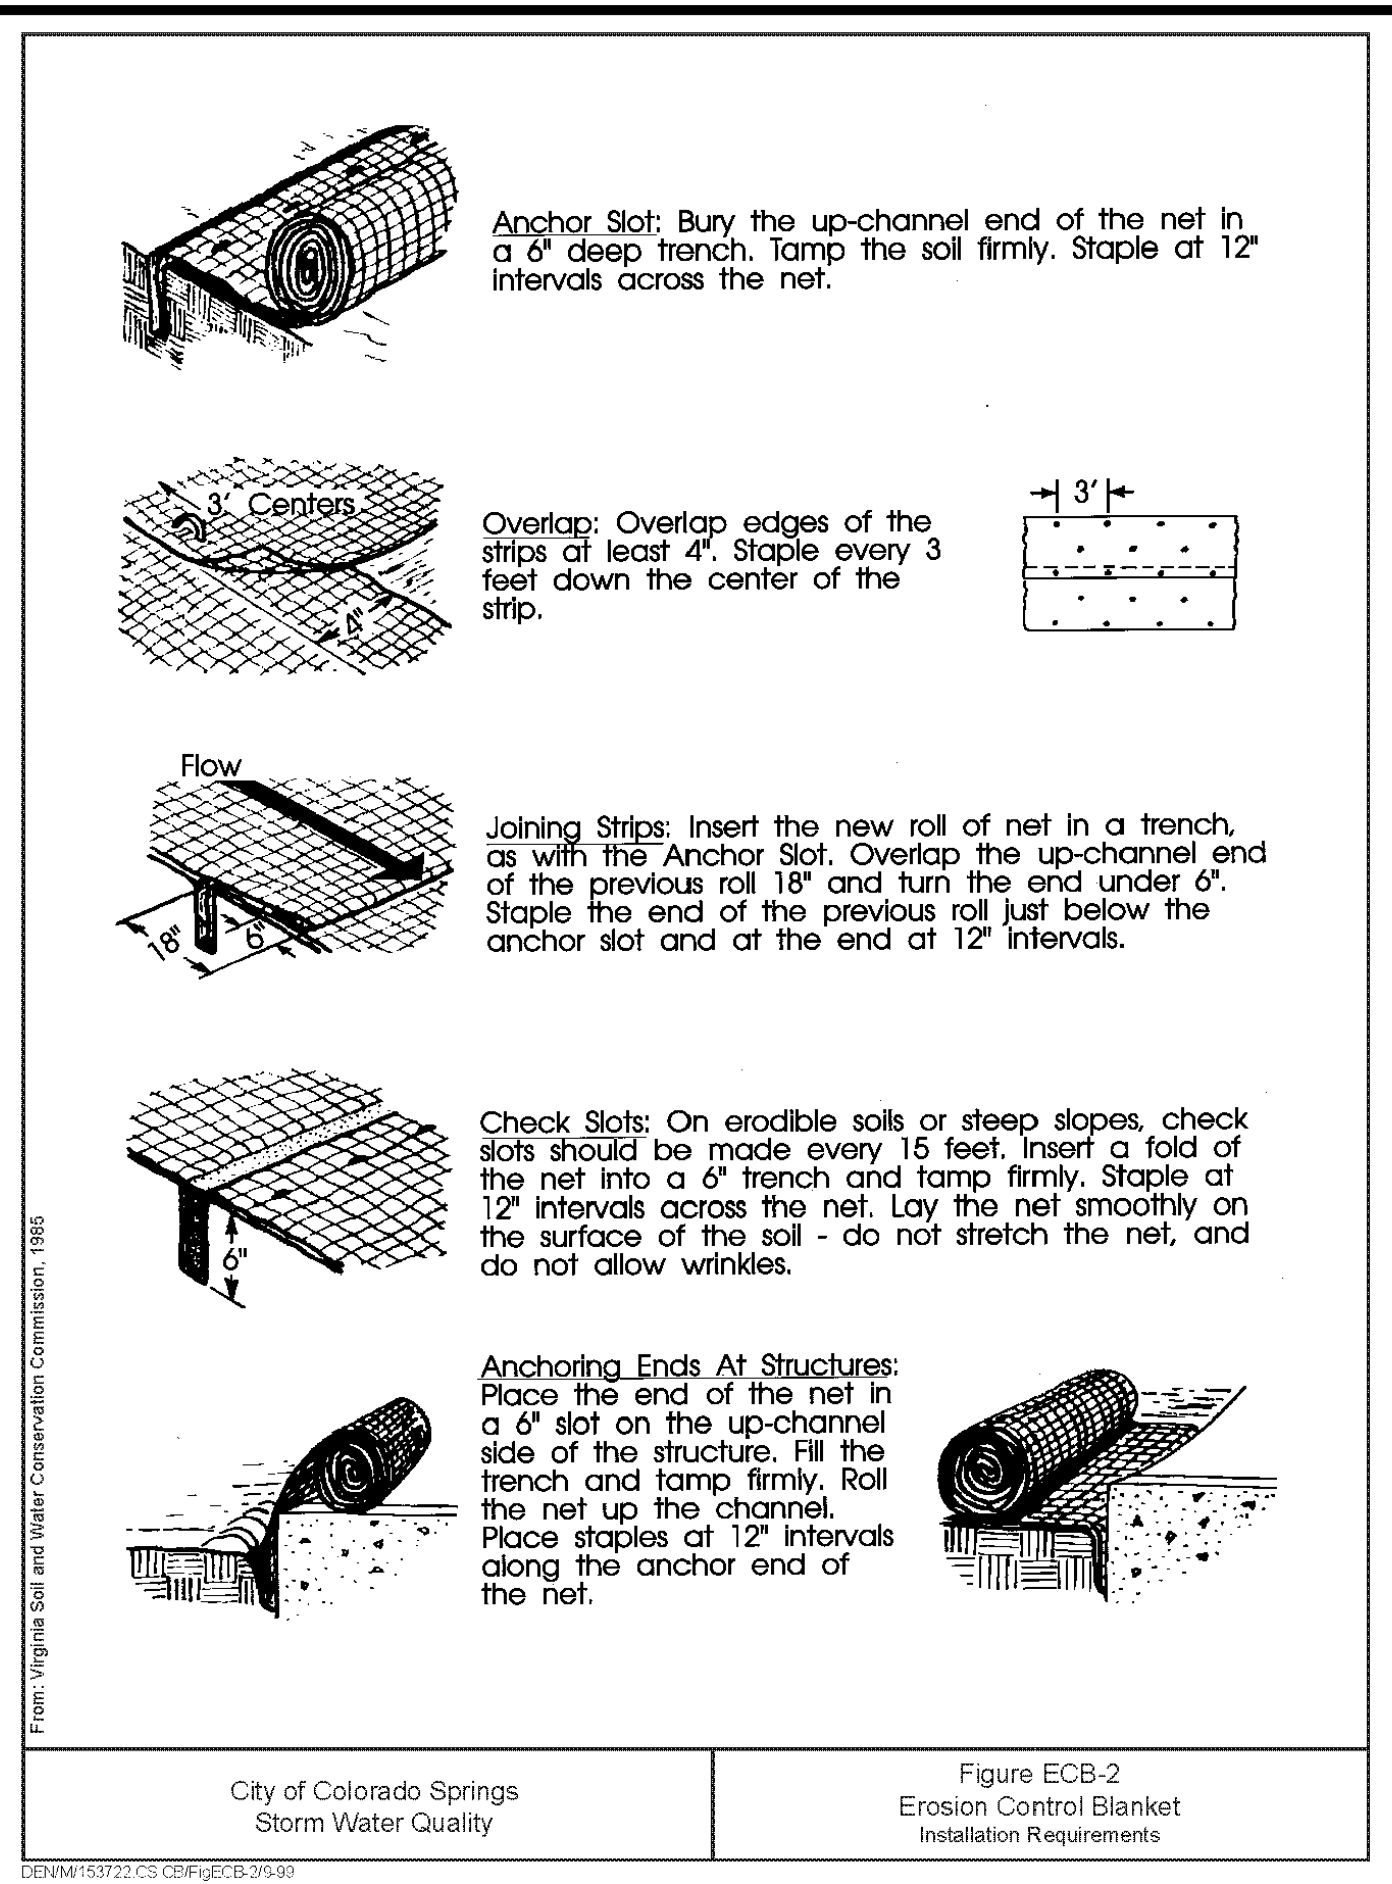 Anchor Slot: Bury the up-channel end of the net in
a 6" deep trench. Tamp the soil firmly. Staple at 12"
intervals across the net.
3' Centers
4"
Overlap: Overlap edges of the
strips at least 4". Staple every 3
feet down the center of the
strip.
3'
Flow
18"
6"
Joining Strips: Insert the new roll of net in a trench,
as with the Anchor Slot. Overlap the up-channel end
of the previous roll 18" and turn the end under 6".
Staple the end of the previous roll just below the
anchor slot and at the end at 12" intervals.
6"
Check Slots: On erodible soils or steep slopes, check
slots should be made every 15 feet. Insert a fold of
the net into a 6" trench and tamp firmly. Staple at
12" intervals across the net. Lay the net smoothly on
the surface of the soil - do not stretch the net, and
do not allow wrinkles.
Anchoring Ends At Structures:
Place the end of the net in
a 6" slot on the up-channel
side of the structure. Fill the
trench and tamp firmly. Roll
the net up the channel.
Place staples at 12" intervals
along the anchor end of
the net.
From: Virginia Soil and Water Conservation Commission, 1985
City of Colorado Springs
Storm Water Quality
Figure ECB-2
Erosion Control Blanket
Installation Requirements
DEN/M/153722.CS.CB/FigECB-2/9-99